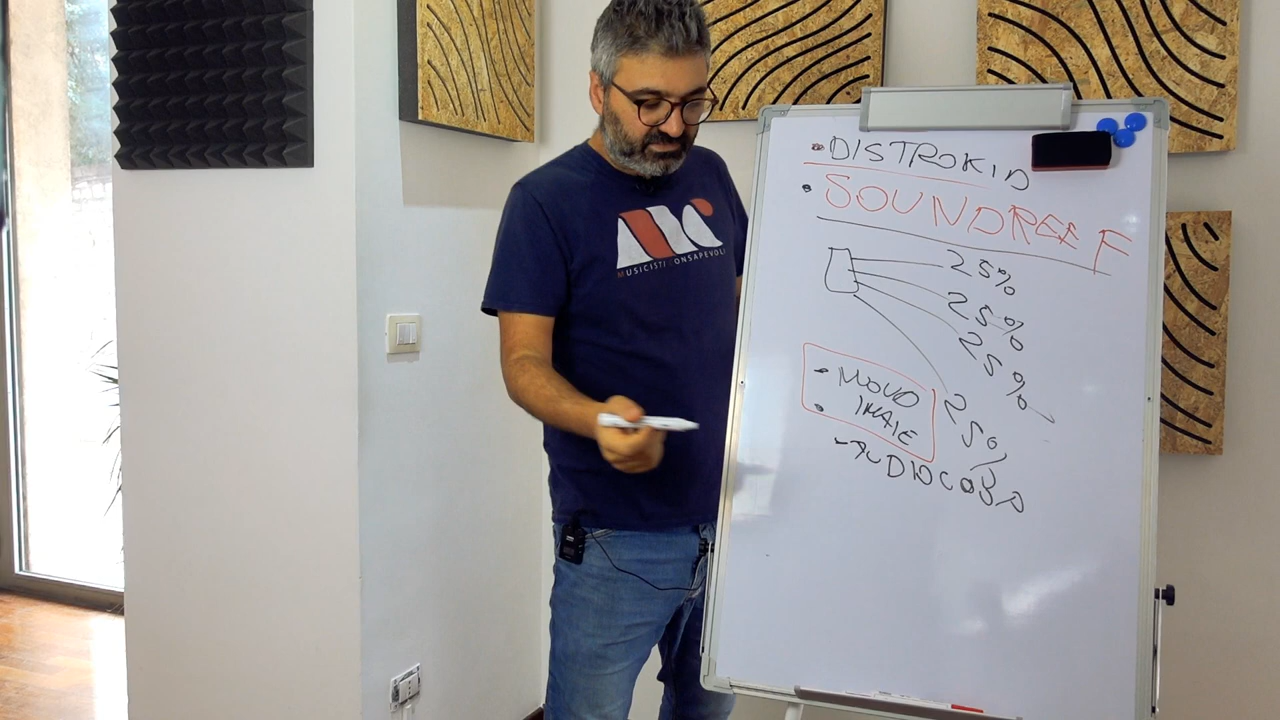 MUSICISTI CONSAPEVOLI
• DISTROKID
• SOUNDREEF
25%
25%
25%
25%
• NUOVO
• IMAIE
- AUDIOCOOP